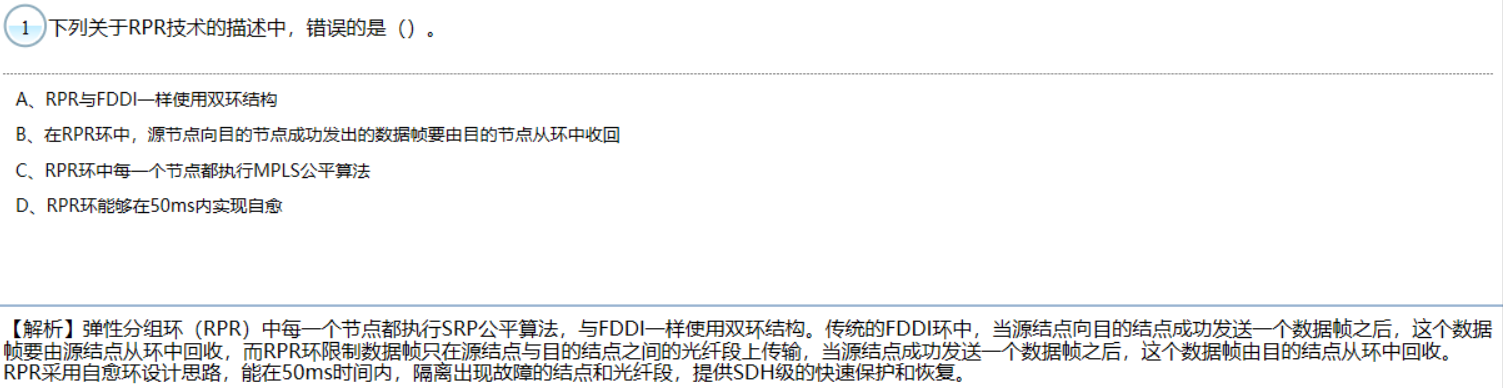 1 下列关于RPR技术的描述中，错误的是（）。
A、RPR与FDDI一样使用双环结构
B、在RPR环中，源节点向目的节点成功发出的数据帧要由目的节点从环中收回
C、RPR环中每一个节点都执行MPLS公平算法
D、RPR环能够在50ms内实现自愈
【解析】弹性分组环（RPR）中每一个节点都执行SRP公平算法，与FDDI一样使用双环结构。传统的FDDI环中，当源结点向目的结点成功发送一个数据帧之后，这个数据
帧要由源结点从环中回收，而RPR环限制数据帧只在源结点与目的结点之间的光纤段上传输，当源结点成功发送一个数据帧之后，这个数据帧由目的结点从环中回收。
RPR采用自愈环设计思路，能在50ms时间内，隔离出现故障的结点和光纤段，提供SDH级的快速保护和恢复。